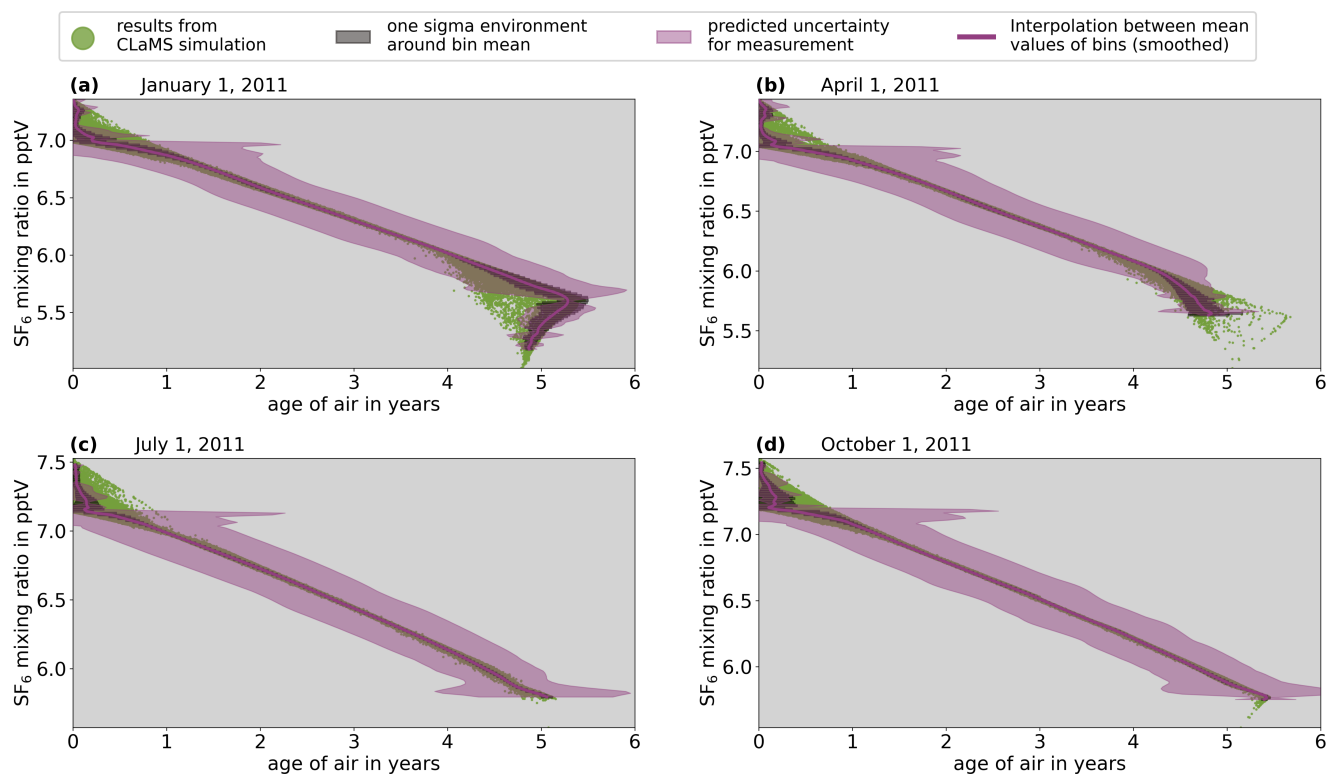 results from
CLaMS simulation
one sigma environment
around bin mean
predicted uncertainty
for measurement
Interpolation between mean
values of bins (smoothed)
(a) January 1, 2011
SF6 mixing ratio in pptV
7.0
6.5
6.0
5.5
0 1 2 3 4 5 6
age of air in years
(b) April 1, 2011
SF6 mixing ratio in pptV
7.0
6.5
6.0
5.5
0 1 2 3 4 5 6
age of air in years
(c) July 1, 2011
SF6 mixing ratio in pptV
7.5
7.0
6.5
6.0
0 1 2 3 4 5 6
age of air in years
(d) October 1, 2011
SF6 mixing ratio in pptV
7.5
7.0
6.5
6.0
0 1 2 3 4 5 6
age of air in years